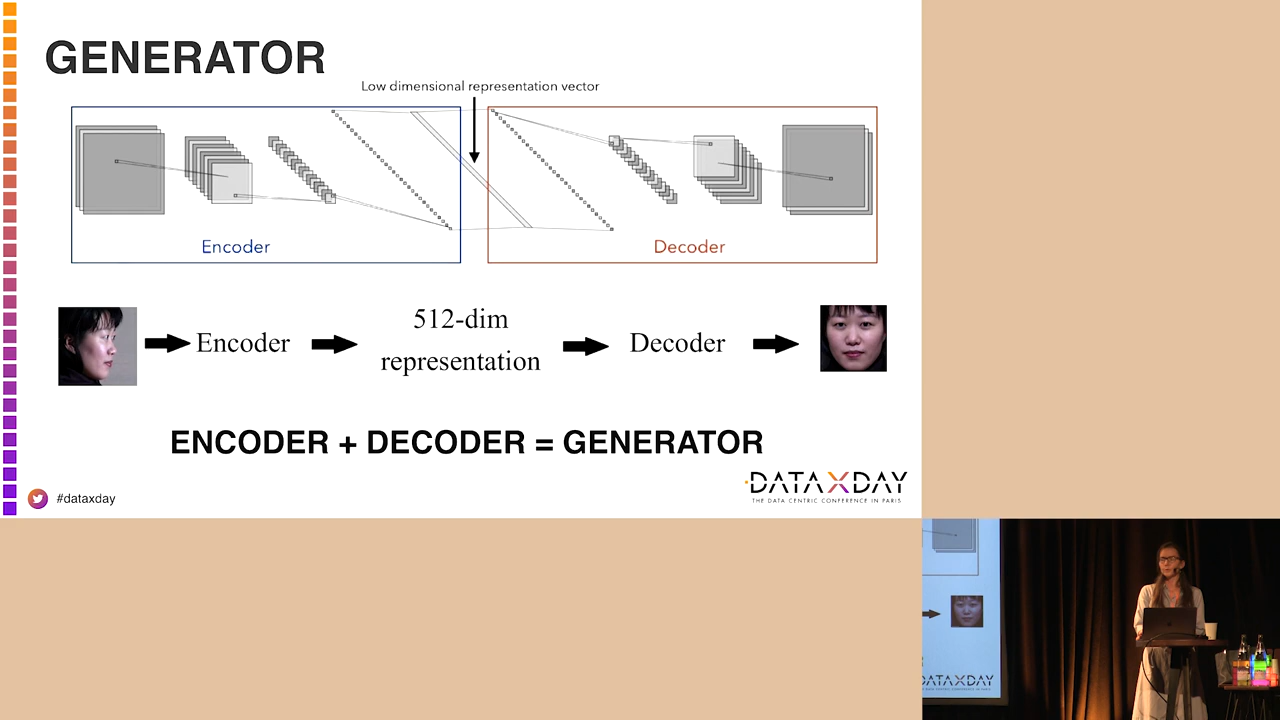 GENERATOR
Low dimensional representation vector
Encoder
Decoder
Encoder
512-dim
representation
Decoder
ENCODER + DECODER = GENERATOR
#dataxday
DATAXDAY
THE DATA CENTRIC CONFERENCE IN PARIS
ATAXDAY